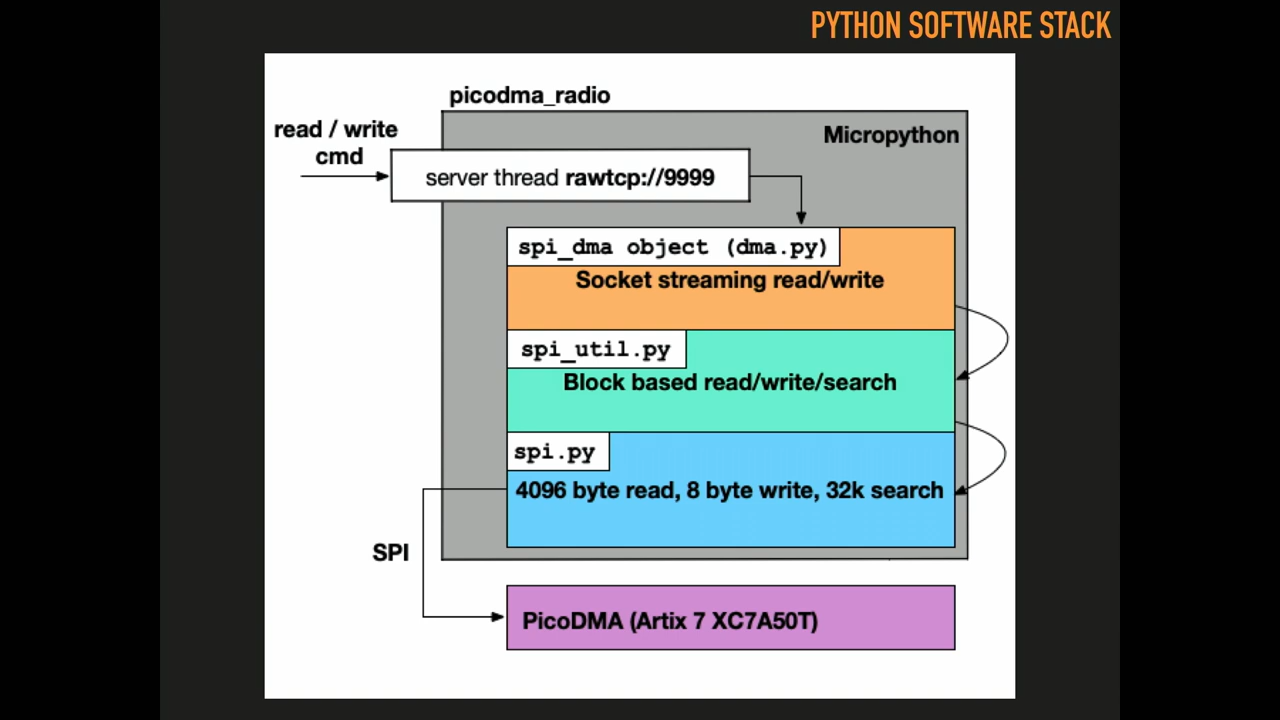 PYTHON SOFTWARE STACK
picodma_radio
read / write
cmd
Micropython
server thread rawtcp://9999
spi_dma object (dma.py)
Socket streaming read/write
spi_util.py
Block based read/write/search
spi.py
4096 byte read, 8 byte write, 32k search
SPI
PicoDMA (Artix 7 XC7A50T)